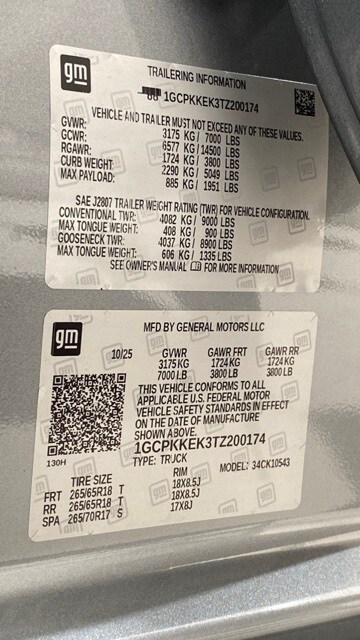 gm
TRAILERING INFORMATION
1GCPKKEK3TZ200174
VEHICLE AND TRAILER MUST NOT EXCEED ANY OF THESE VALUES.
GVWR: 3175 KG/ 7000 LBS
GCWR: 6577 KG/ 14500 LBS
RGAWR: 1724 KG/ 3800 LBS
CURB WEIGHT: 2290 KG/ 5049 LBS
MAX PAYLOAD: 885 KG/ 1951 LBS
SAE J2807 TRAILER WEIGHT RATING (TWR) FOR VEHICLE CONFIGURATION.
CONVENTIONAL TWR: 4082 KG/ 9000 LBS
MAX TONGUE WEIGHT: 408 KG/ 900 LBS
GOOSENECK TWR: 4037 KG/ 8900 LBS
MAX TONGUE WEIGHT: 606 KG/ 1335 LBS
SEE OWNER'S MANUAL FOR MORE INFORMATION
gm
MFD BY GENERAL MOTORS LLC
10/25 GVWR GAWR FRT GAWR RR
3175 KG 1724 KG 1724 KG
7000 LB 3800 LB 3800 LB
THIS VEHICLE CONFORMS TO ALL
APPLICABLE U.S. FEDERAL MOTOR
VEHICLE SAFETY STANDARDS IN EFFECT
ON THE DATE OF MANUFACTURE
SHOWN ABOVE.
1GCPKKEK3TZ200174
130H TYPE: TRUCK MODEL: 34CK10543
TIRE SIZE RIM
FRT 265/65R18 T 18X8.5J
RR 265/65R18 T 18X8.5J
SPA 265/70R17 S 17X8J